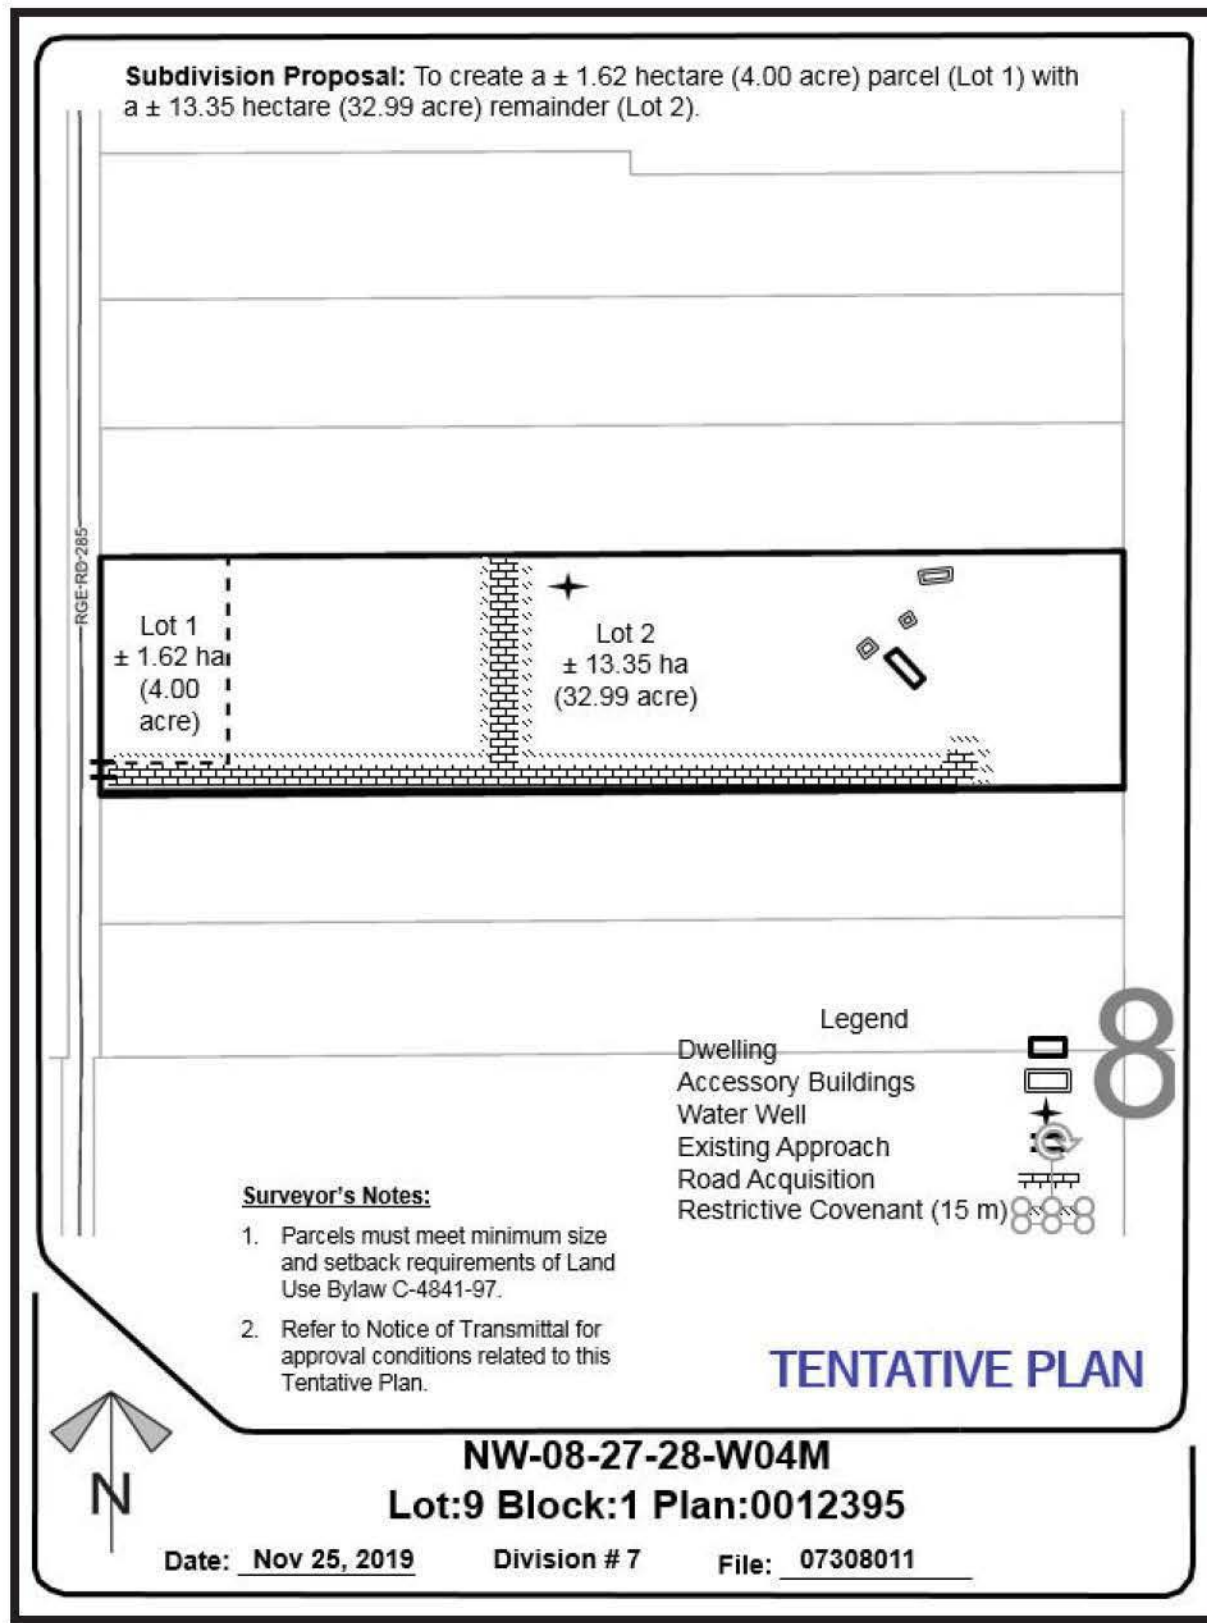 Subdivision Proposal: To create a ± 1.62 hectare (4.00 acre) parcel (Lot 1) with
a ± 13.35 hectare (32.99 acre) remainder (Lot 2).
RGE-RD-285
Lot 1
± 1.62 ha
(4.00
acre)
Lot 2
± 13.35 ha
(32.99 acre)
8
Legend
Dwelling
Accessory Buildings
Water Well
Existing Approach
Road Acquisition
Restrictive Covenant (15 m)
Surveyor's Notes:
1. Parcels must meet minimum size
and setback requirements of Land
Use Bylaw C-4841-97.
2. Refer to Notice of Transmittal for
approval conditions related to this
Tentative Plan.
TENTATIVE PLAN
N
NW-08-27-28-W04M
Lot:9 Block:1 Plan:0012395
Date: Nov 25, 2019 Division # 7 File: 07308011